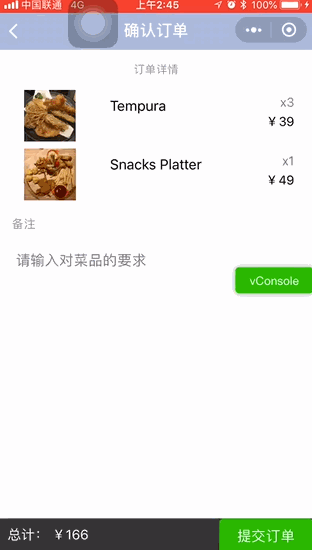 中国联通 4G 上午2:45 100%
确认订单
订单详情
Tempura x3
¥ 39
Snacks Platter x1
¥ 49
备注
请输入对菜品的要求
vConsole
总计： ¥ 166 提交订单